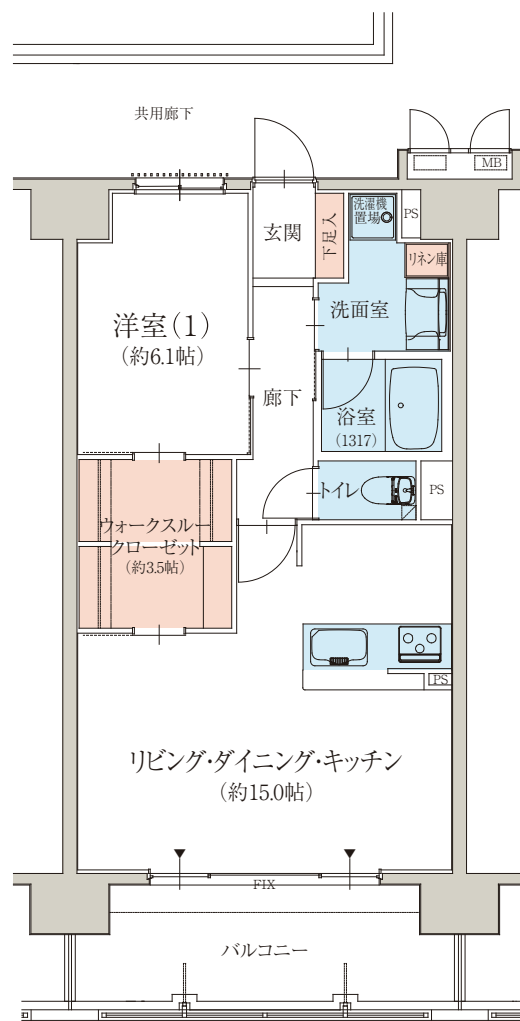 共用廊下
MB
洗濯機
置場
PS
玄関
下足入
リネン庫
洗面室
洋室(1)
(約6.1帖)
廊下
浴室
(1317)
トイレ
PS
ウォークスルー
クローゼット
(約3.5帖)
PS
リビング・ダイニング・キッチン
(約15.0帖)
FIX
バルコニー